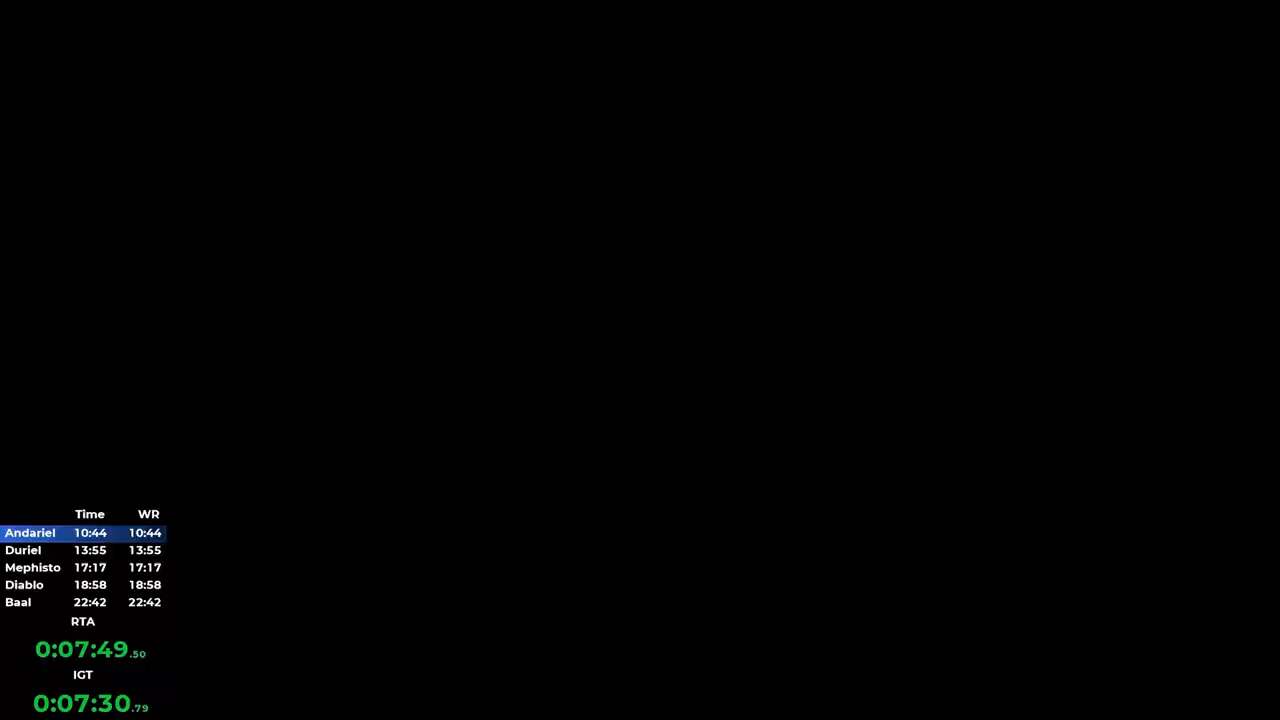 Time WR
Andariel 10:44 10:44
Duriel 13:55 13:55
Mephisto 17:17 17:17
Diablo 18:58 18:58
Baal 22:42 22:42
RTA
0:07:49.50
IGT
0:07:30.79